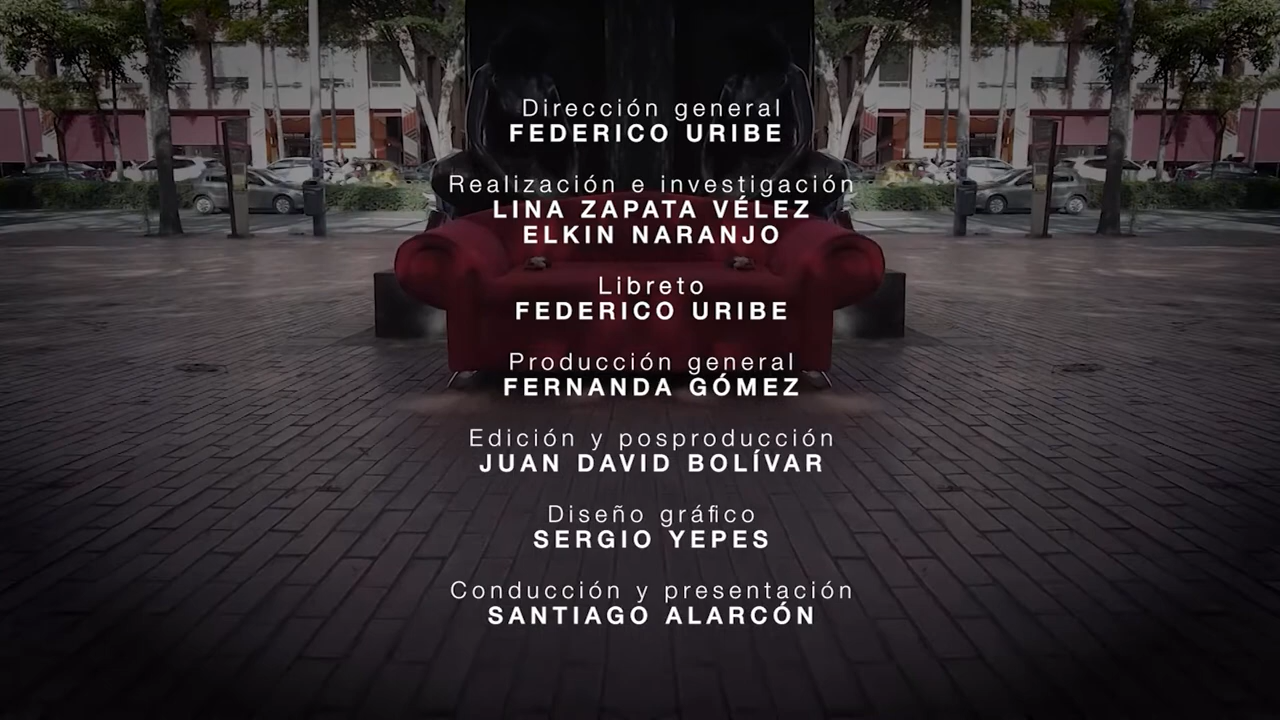 Dirección general
FEDERICO URIBE
Realización e investigación
LINA ZAPATA VÉLEZ
ELKIN NARANJO
Libreto
FEDERICO URIBE
Producción general
FERNANDA GÓMEZ
Edición y posproducción
JUAN DAVID BOLÍVAR
Diseño gráfico
SERGIO YEPES
Conducción y presentación
SANTIAGO ALARCÓN